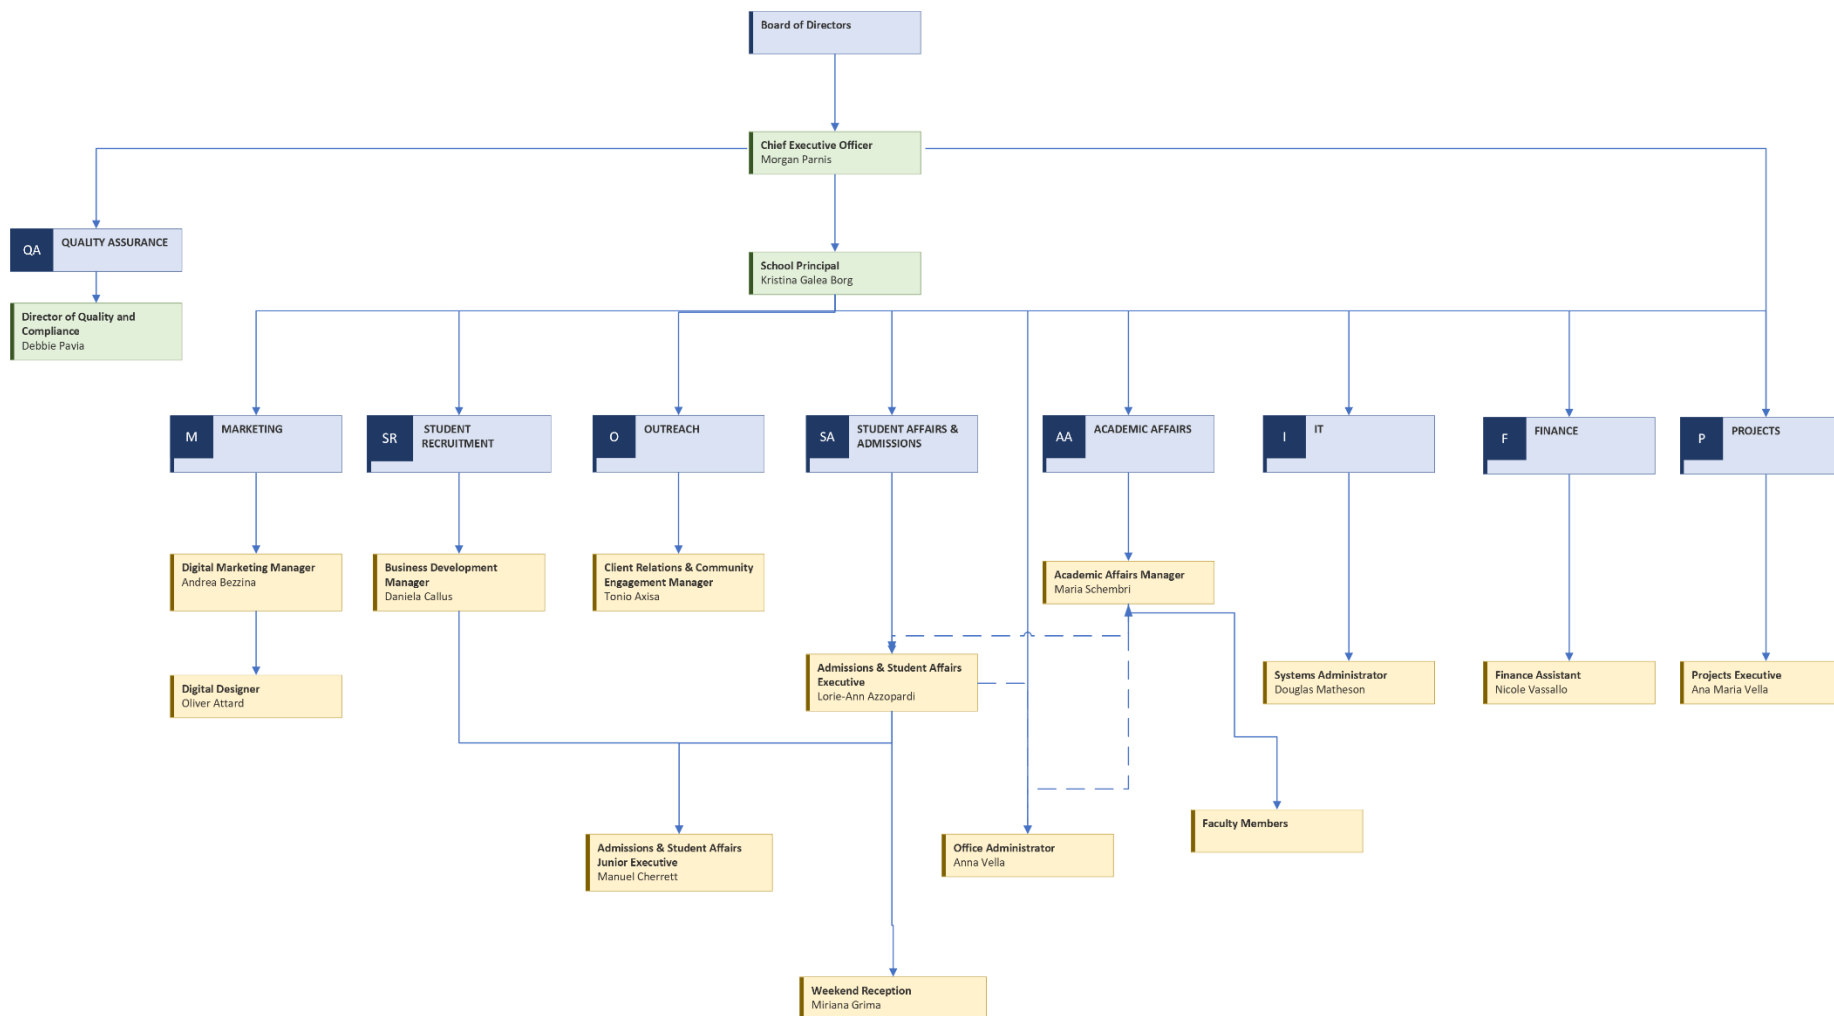 Board of Directors
Chief Executive Officer
Morgan Parnis
QA
QUALITY ASSURANCE
School Principal
Kristina Galea Borg
Director of Quality and
Compliance
Debbie Pavia
M
MARKETING
SR
STUDENT
RECRUITMENT
O
OUTREACH
SA
STUDENT AFFAIRS &
ADMISSIONS
AA
ACADEMIC AFFAIRS
I
IT
F
FINANCE
P
PROJECTS
Digital Marketing Manager
Andrea Bezzina
Business Development
Manager
Daniela Callus
Client Relations & Community
Engagement Manager
Tonio Axisa
Academic Affairs Manager
Maria Schembri
Digital Designer
Oliver Attard
Admissions & Student Affairs
Executive
Lorie-Ann Azzopardi
Systems Administrator
Douglas Matheson
Finance Assistant
Nicole Vassallo
Projects Executive
Ana Maria Vella
Admissions & Student Affairs
Junior Executive
Manuel Cherrett
Office Administrator
Anna Vella
Faculty Members
Weekend Reception
Miriana Grima